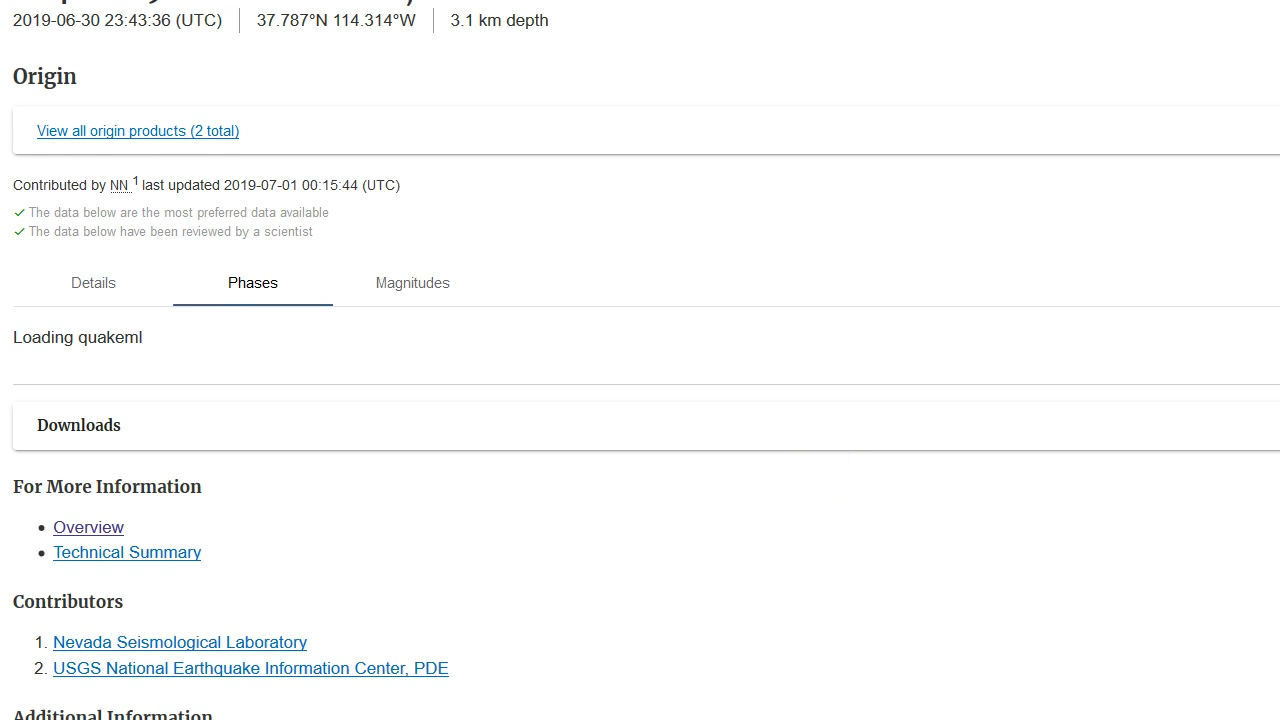 2019-06-30 23:43:36 (UTC) 37.787°N 114.314°W 3.1 km depth
Origin
View all origin products (2 total)
Contributed by NN 1 last updated 2019-07-01 00:15:44 (UTC)
The data below are the most preferred data available
The data below have been reviewed by a scientist
Details Phases Magnitudes
Loading quakeml
Downloads
For More Information
• Overview
• Technical Summary
Contributors
1. Nevada Seismological Laboratory
2. USGS National Earthquake Information Center, PDE
Additional Information